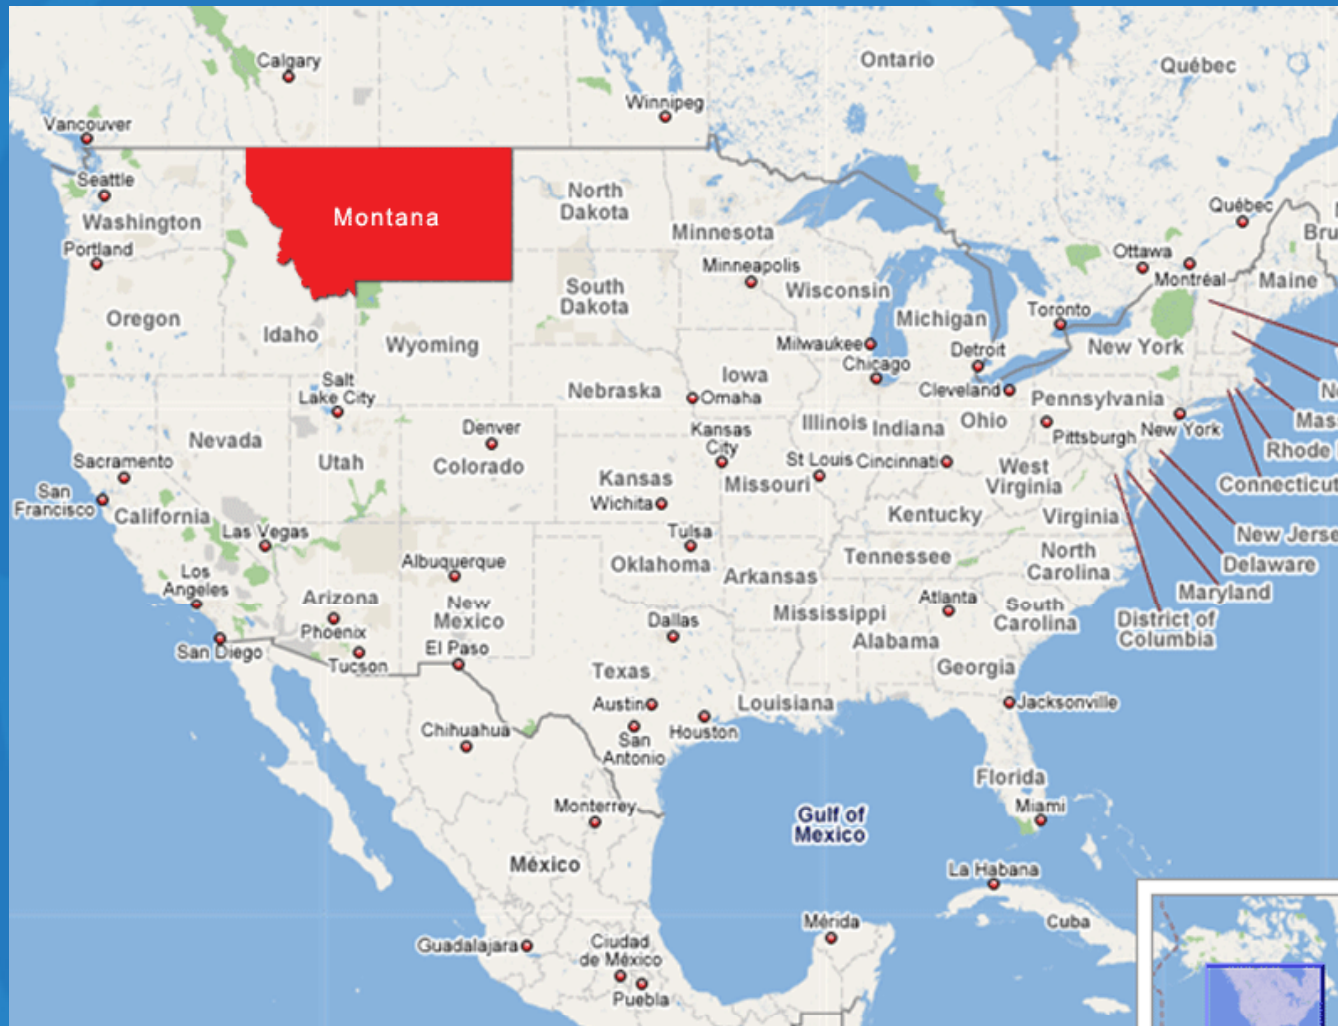 Calgary
Ontario
Québec
Winnipeg
Vancouver
Seattle
Washington
Portland
Montana
North
Dakota
Minnesota
Québec
Bru
Ottawa
Montréal
Maine
Minneapolis
South
Dakota
Wisconsin
Oregon
Idaho
Wyoming
Michigan
Toronto
Milwaukee
Detroit
New York
Chicago
Salt
Lake City
Nebraska
Iowa
Omaha
Cleveland
Pennsylvania
N
Nevada
Denver
Kansas
City
Illinois
Indiana
Ohio
Pittsburgh
New York
Mas
Rhode
Sacramento
Utah
Colorado
Kansas
St Louis
Cincinnati
West
Virginia
Missouri
Connecticut
San
Francisco
California
Wichita
Kentucky
Virginia
Las Vegas
Tulsa
New Jerse
Albuquerque
Oklahoma
Arkansas
Tennessee
North
Carolina
Delaware
Los
Angeles
Arizona
New
Mexico
Mississippi
Atlanta
South
Carolina
Maryland
Phoenix
Dallas
Alabama
District of
Columbia
San Diego
Tucson
El Paso
Texas
Georgia
Austin
Louisiana
Jacksonville
Chihuahua
Houston
San
Antonio
Florida
Monterrey
Gulf of
Mexico
Miami
México
La Habana
Mérida
Cuba
Guadalajara
Ciudad
de México
Puebla